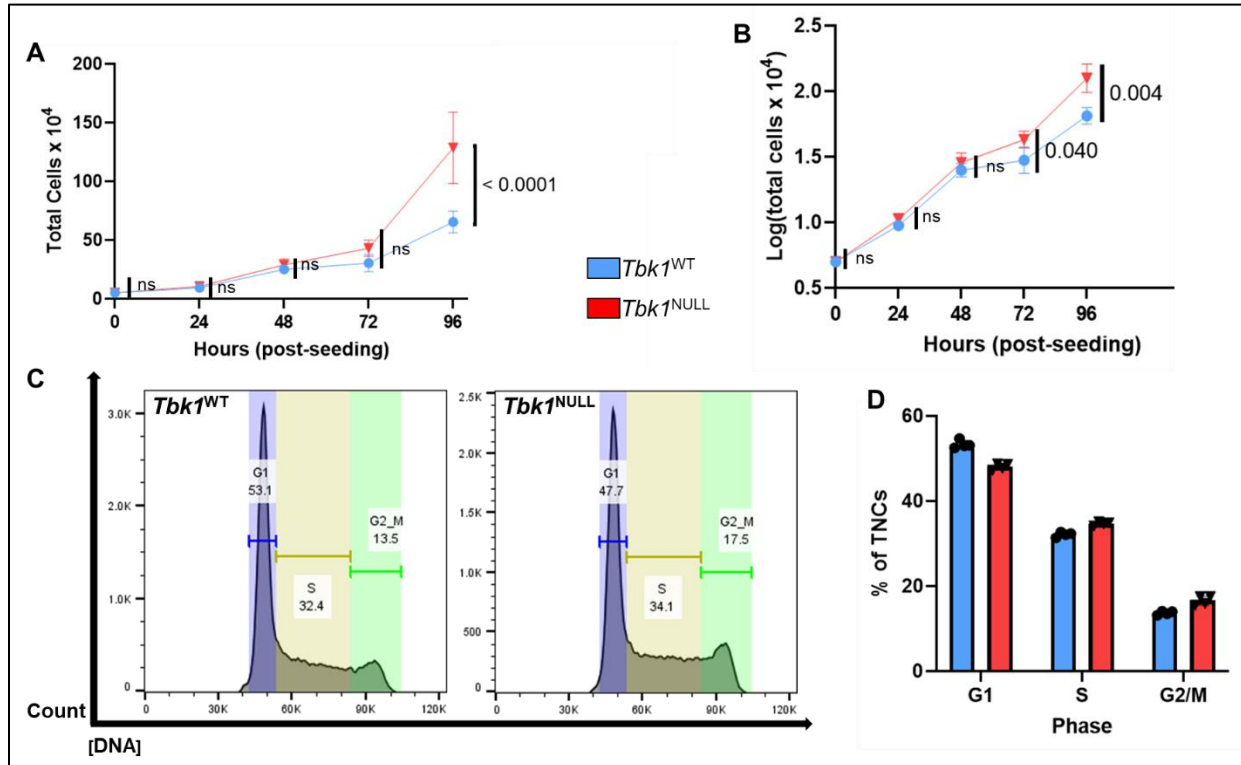 A
Total Cells x 10⁴
200
150
100
50
0
ns
ns
ns
ns
< 0.0001
0 24 48 72 96
Hours (post-seeding)
B
Log(total cells x 10⁴)
2.5
2.0
1.5
1.0
0.5
ns
ns
ns
0.040
0.004
0 24 48 72 96
Hours (post-seeding)
Tbk1ᵂᵀ
Tbk1ᴺᵁᴸᴸ
C
Tbk1ᵂᵀ
3.0K
2.0K
1.0K
0
G1
53.1
S
32.4
G2_M
13.5
0 30K 60K 90K 120K
Tbk1ᴺᵁᴸᴸ
2.5K
2.0K
1.5K
1.0K
500
0
G1
47.7
S
34.1
G2_M
17.5
0 30K 60K 90K 120K
Count
[DNA]
D
% of TNCs
60
40
20
0
G1 S G2/M
Phase